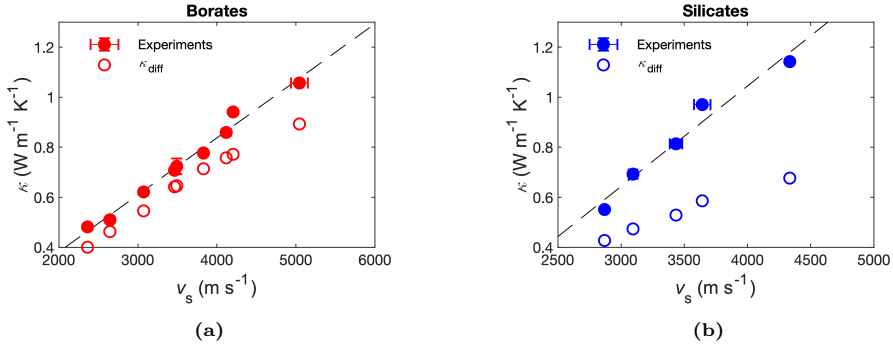 Borates
Experiments
κdiff
κ (W m⁻¹ K⁻¹)
1.2
1
0.8
0.6
0.4
2000 3000 4000 5000 6000
vs (m s⁻¹)
(a)
Silicates
Experiments
κdiff
κ (W m⁻¹ K⁻¹)
1.2
1
0.8
0.6
0.4
2500 3000 3500 4000 4500 5000
vs (m s⁻¹)
(b)